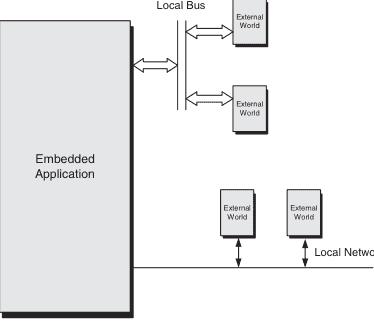 Local Bus
External
World
External
World
Embedded
Application
External
World
External
World
Local Netwo